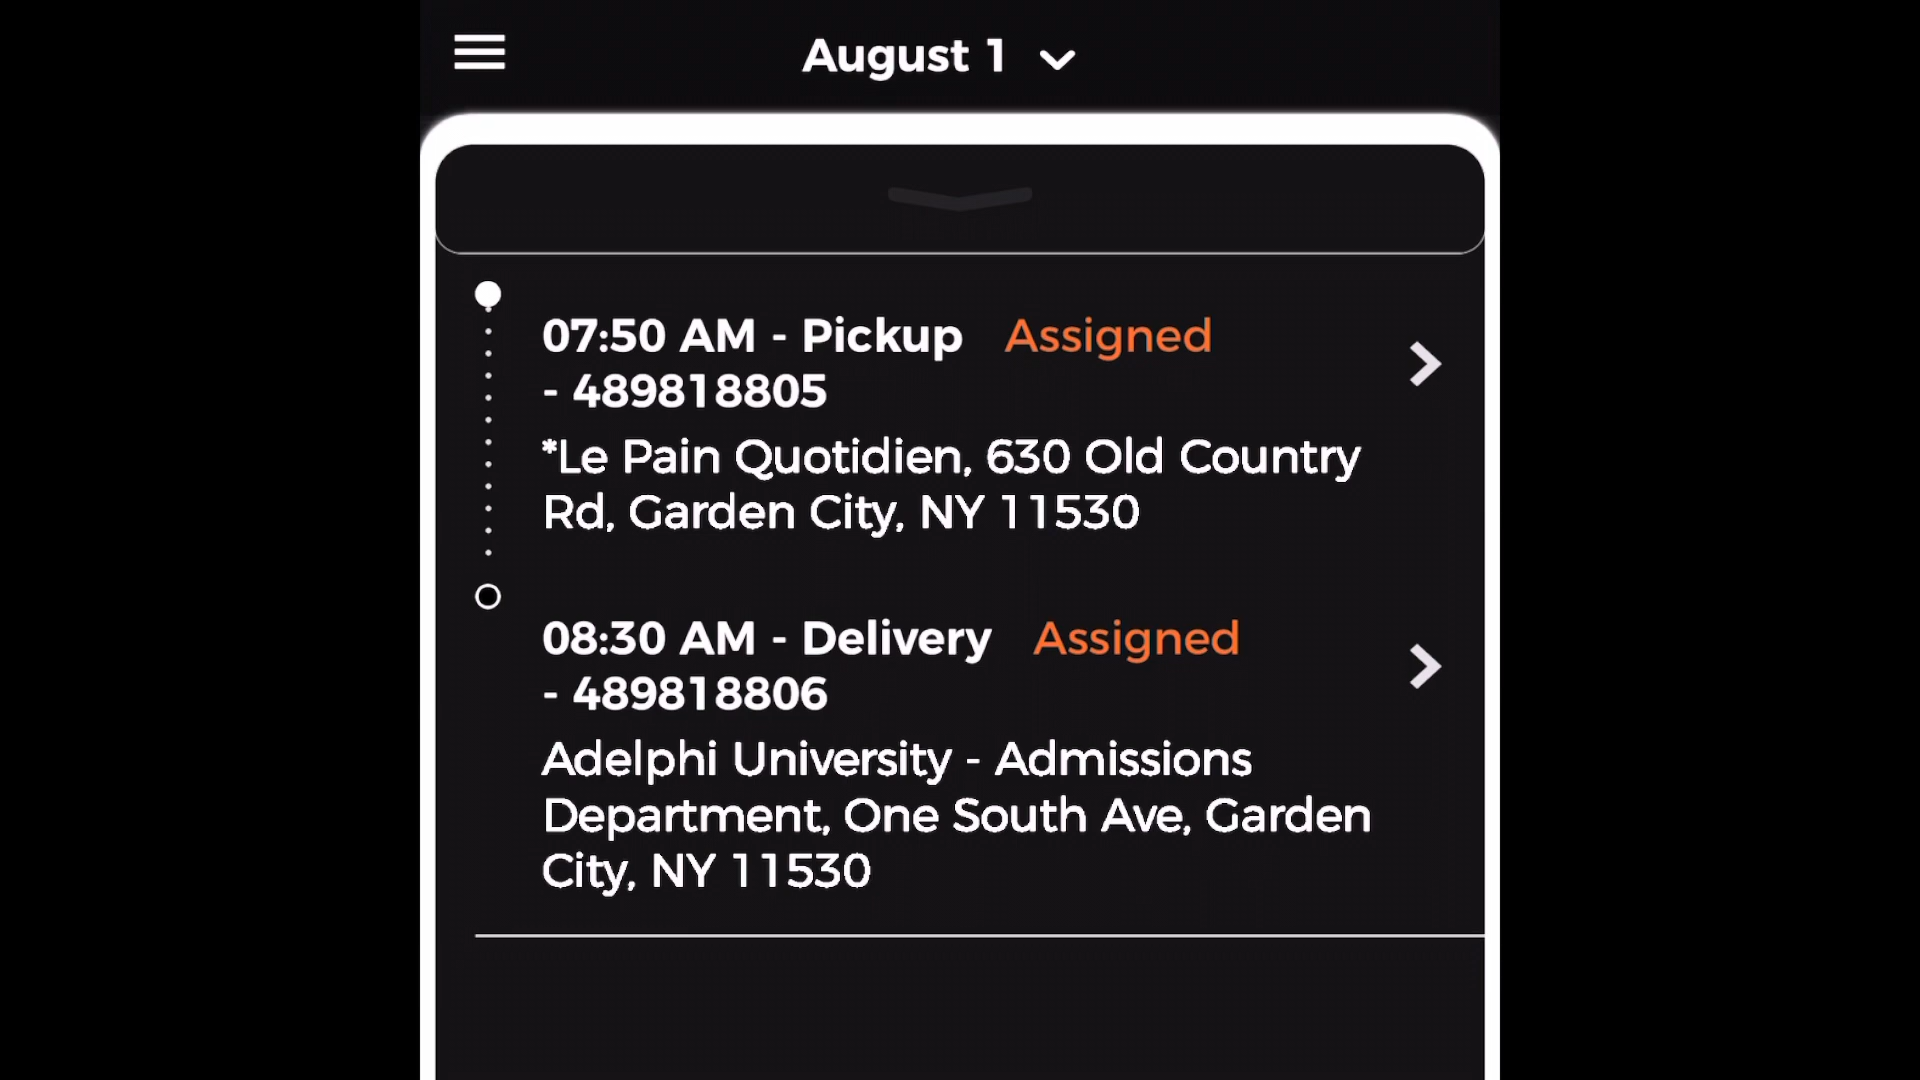 August 1
07:50 AM - Pickup Assigned
- 489818805
*Le Pain Quotidien, 630 Old Country
Rd, Garden City, NY 11530
08:30 AM - Delivery Assigned
- 489818806
Adelphi University - Admissions
Department, One South Ave, Garden
City, NY 11530